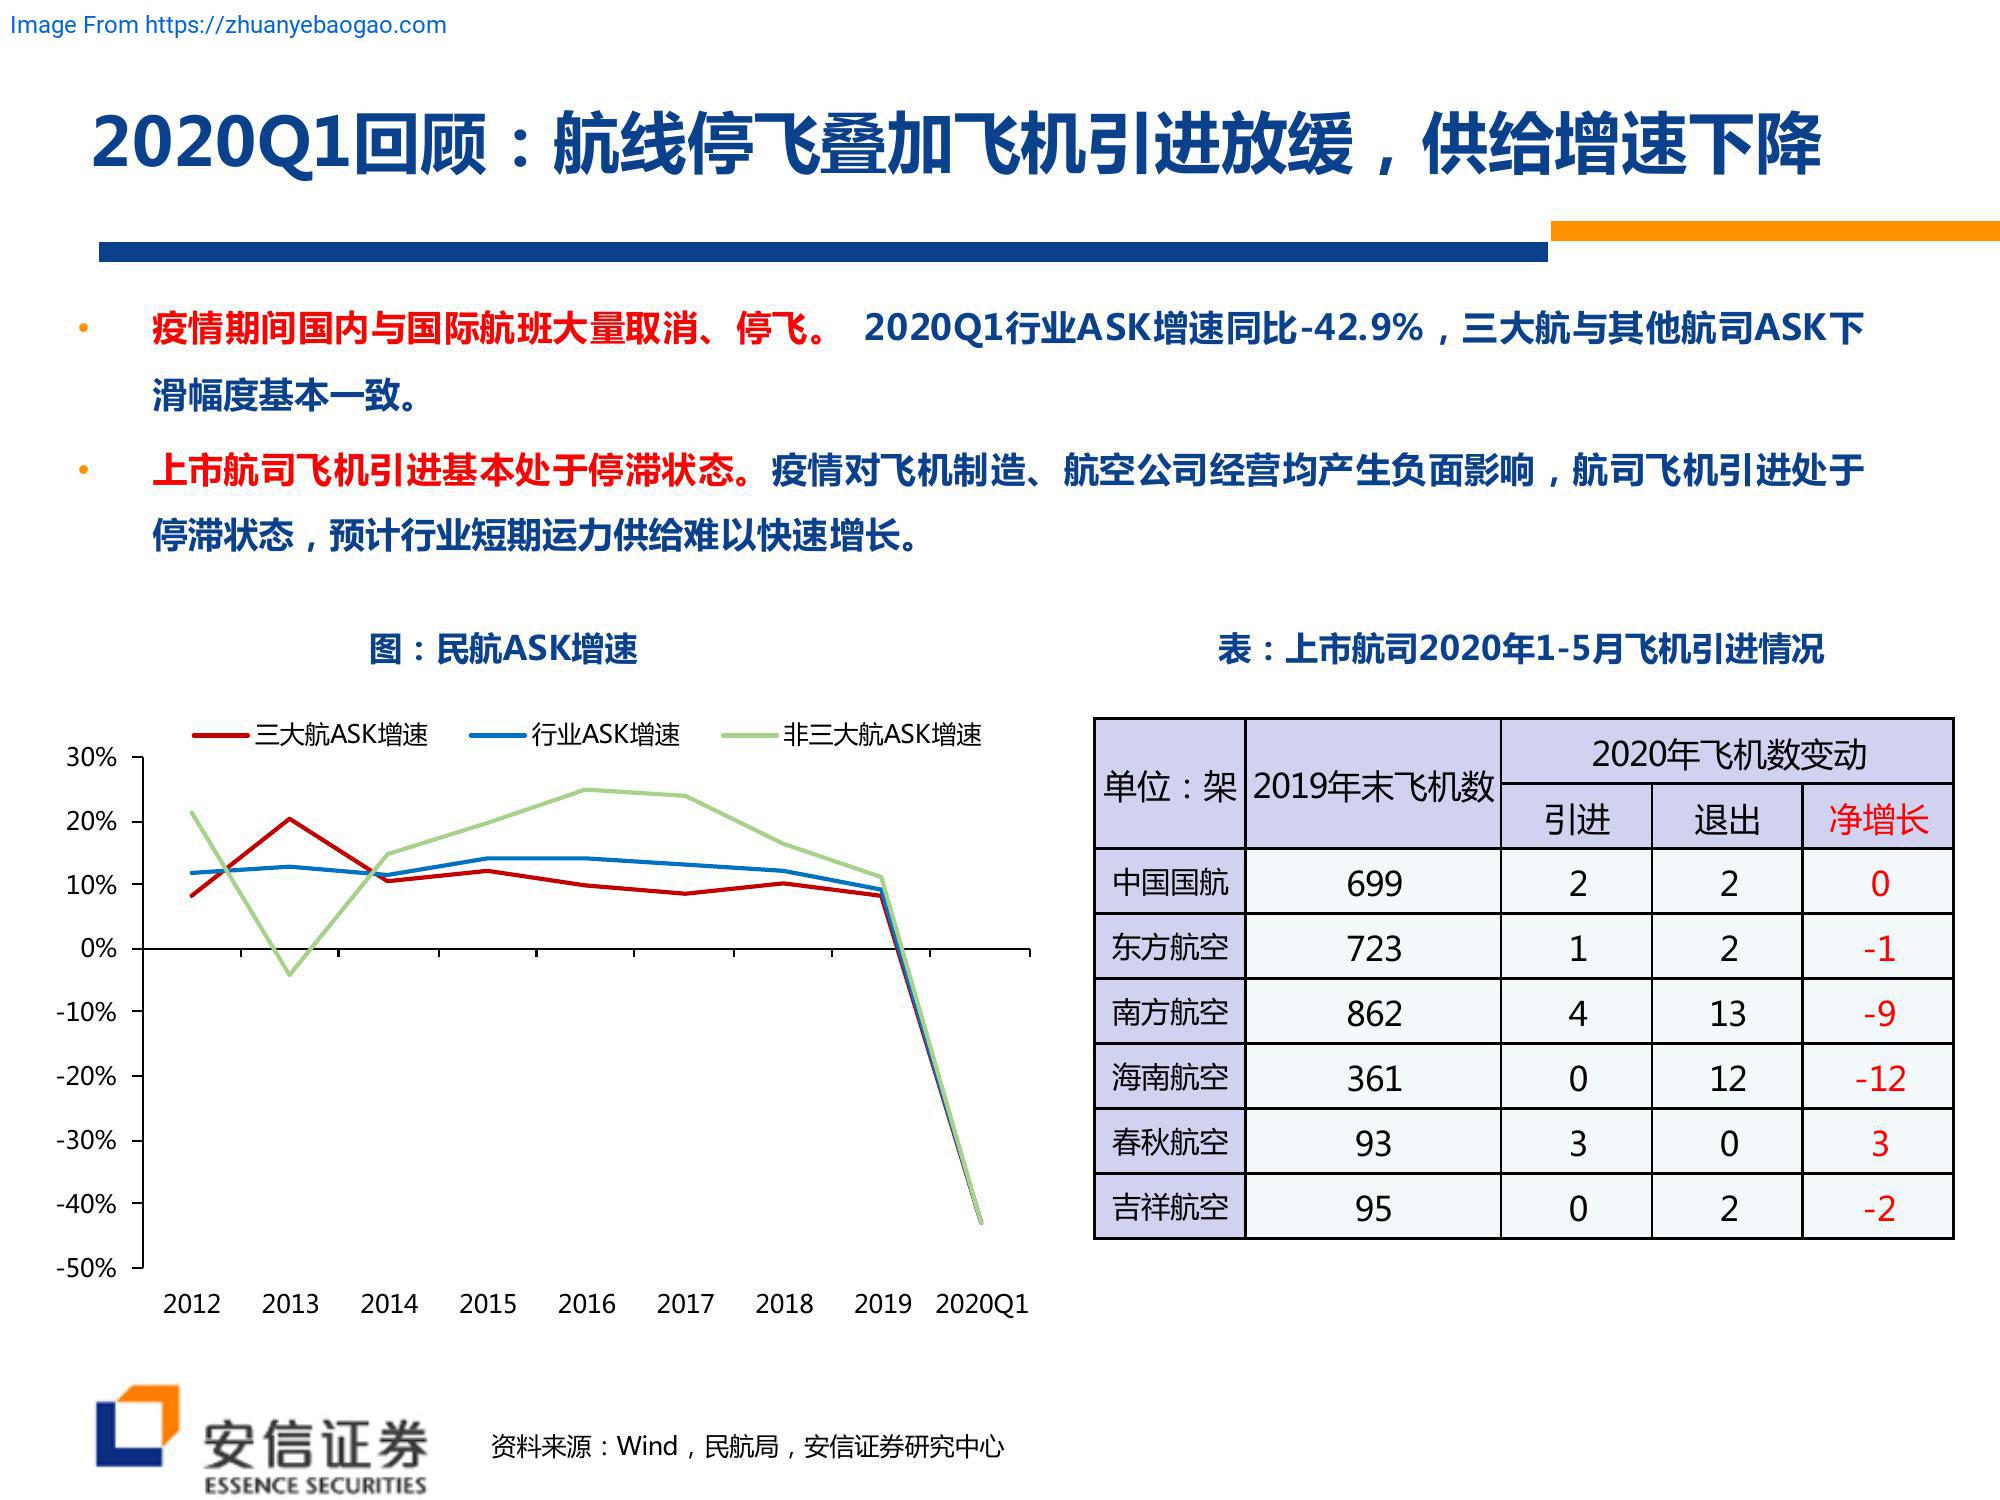 Image From https://zhuanyebaogao.com
2020Q1回顾：航线停飞叠加飞机引进放缓，供给增速下降
• 疫情期间国内与国际航班大量取消、停飞。 2020Q1行业ASK增速同比-42.9%，三大航与其他航司ASK下
滑幅度基本一致。
• 上市航司飞机引进基本处于停滞状态。疫情对飞机制造、航空公司经营均产生负面影响，航司飞机引进处于
停滞状态，预计行业短期运力供给难以快速增长。
图：民航ASK增速
三大航ASK增速 行业ASK增速 非三大航ASK增速
30%
20%
10%
0%
-10%
-20%
-30%
-40%
-50%
2012 2013 2014 2015 2016 2017 2018 2019 2020Q1
表：上市航司2020年1-5月飞机引进情况
单位：架 2019年末飞机数 2020年飞机数变动
引进 退出 净增长
中国国航 699 2 2 0
东方航空 723 1 2 -1
南方航空 862 4 13 -9
海南航空 361 0 12 -12
春秋航空 93 3 0 3
吉祥航空 95 0 2 -2
安信证券
ESSENCE SECURITIES
资料来源：Wind，民航局，安信证券研究中心